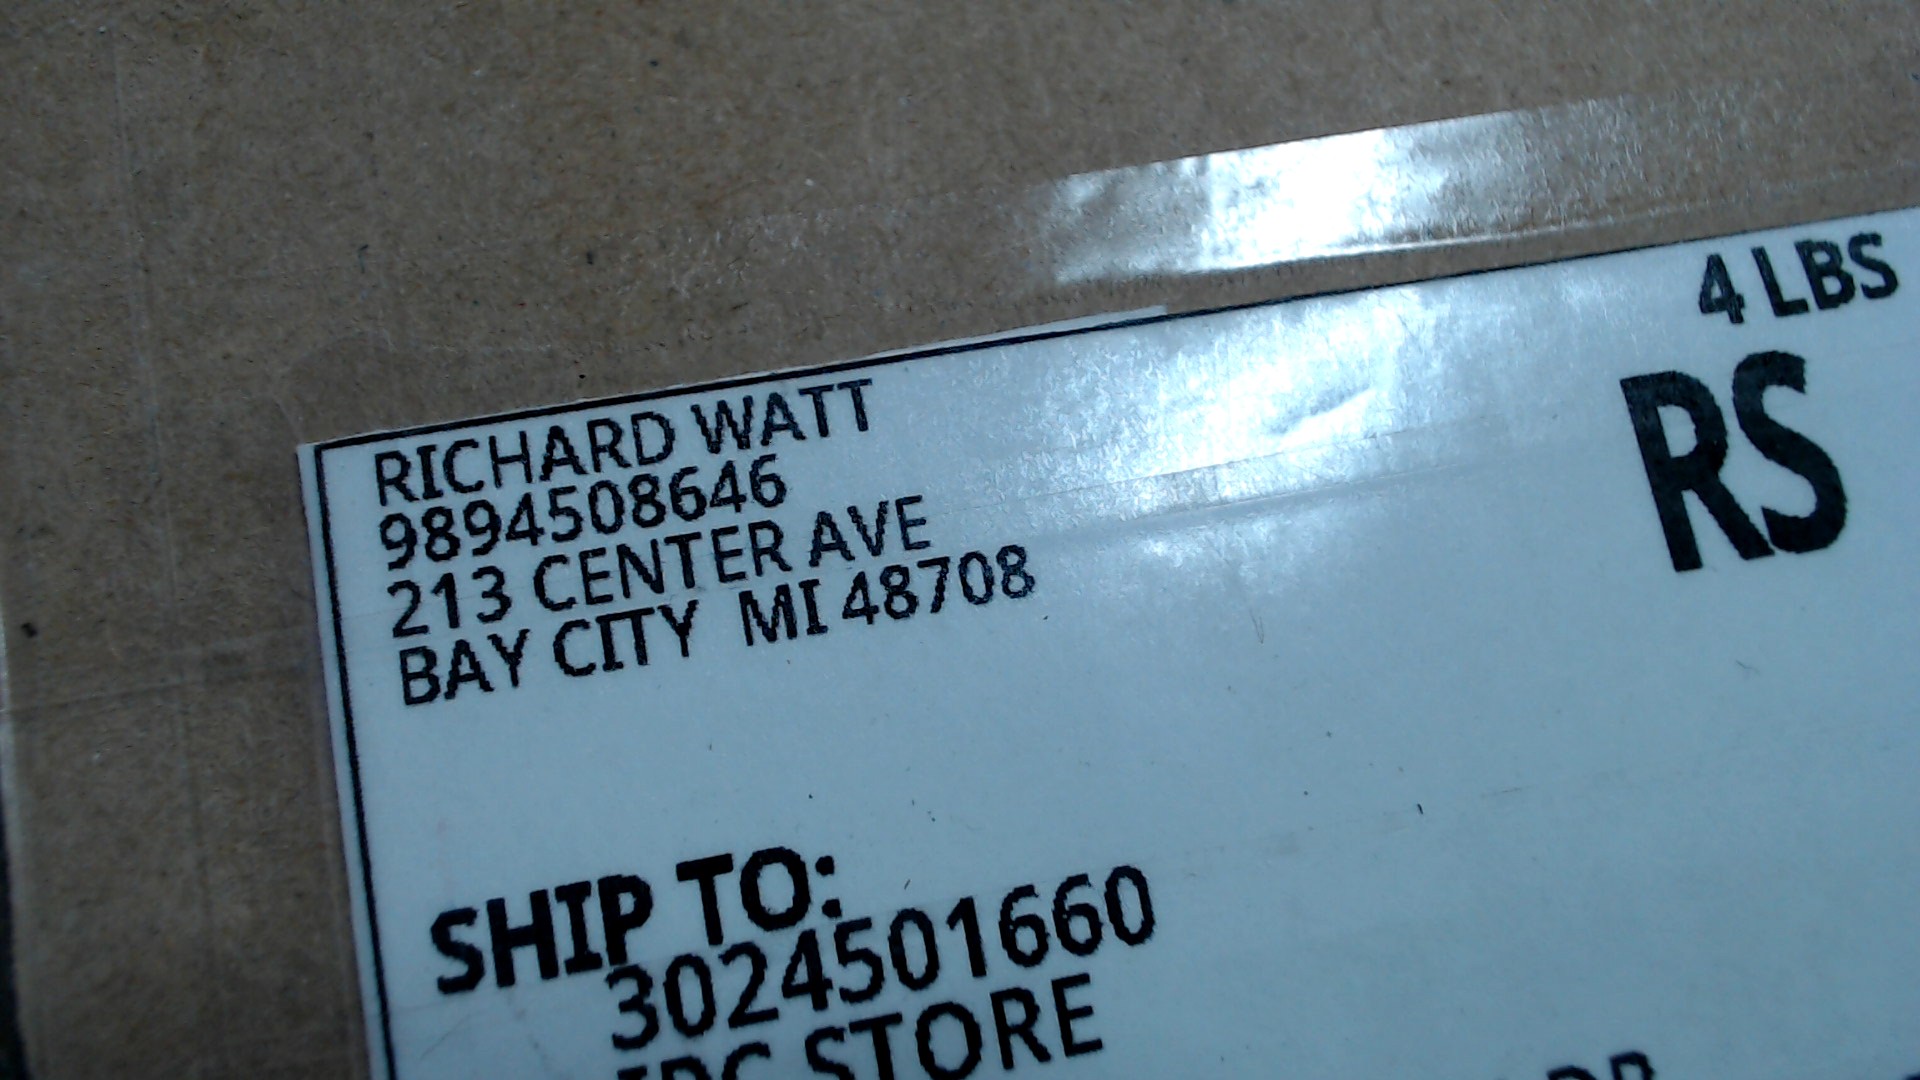 4 LBS
RS
RICHARD WATT
9894508646
213 CENTER AVE
BAY CITY MI 48708
SHIP TO:
3024501660
STORE